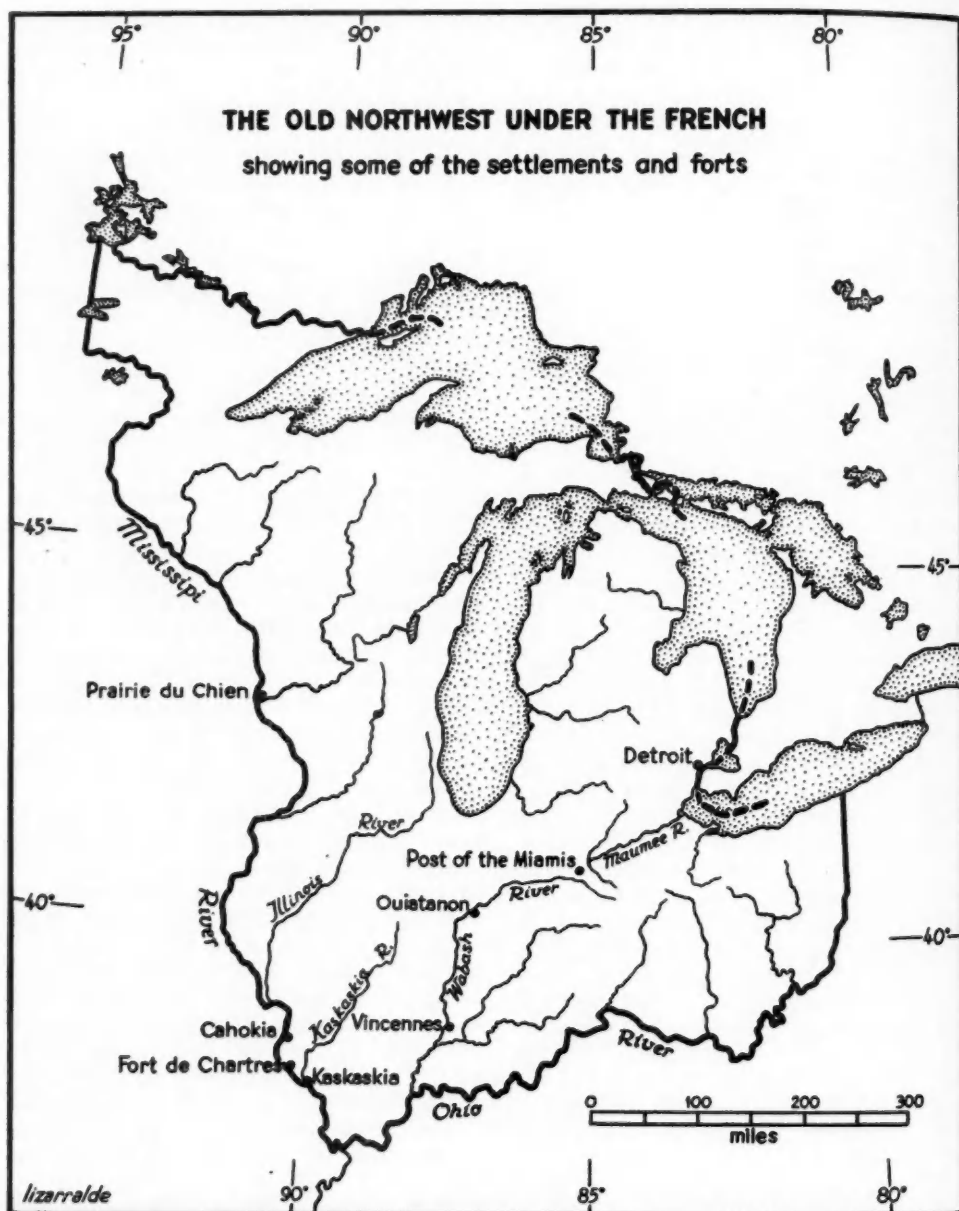 95°
90°
85°
80°
THE OLD NORTHWEST UNDER THE FRENCH
showing some of the settlements and forts
45°
Mississippi
45°
Prairie du Chien
Detroit
River
Maumee R.
Post of the Miamis
Illinois
River
40°
Ouiatanon
River
40°
Kaskaskia R.
Wabash
Cahokia
Vincennes
River
Fort de Chartres
Kaskaskia
Ohio
0 100 200 300
miles
lizarralde
90°
85°
80°